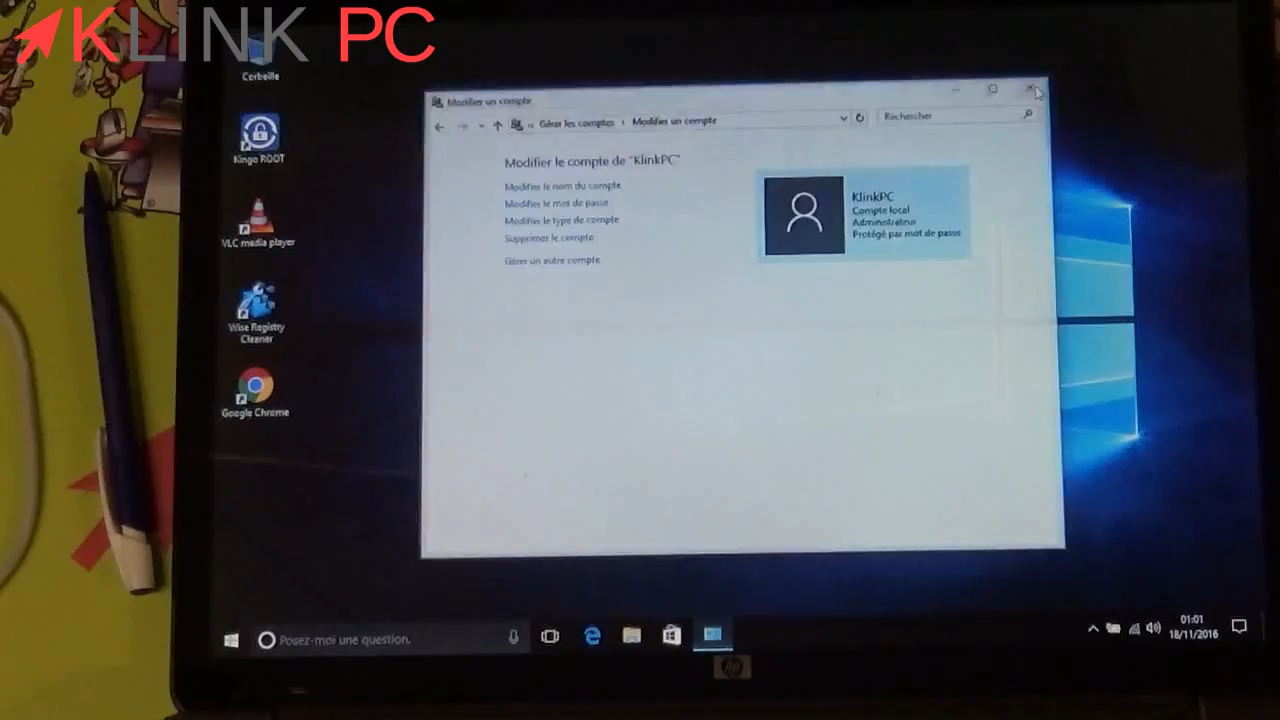 KLINK PC
Corbeille
Kingo ROOT
VLC media player
Wise Registry
Cleaner
Google Chrome
Modifier un compte
« Gérer les comptes › Modifier un compte
Rechercher
Modifier le compte de "KlinkPC"
Modifier le nom du compte
Modifier le mot de passe
Modifier le type de compte
Supprimer le compte
Gérer un autre compte
KlinkPC
Compte local
Administrateur
Protégé par mot de passe
Posez-moi une question.
01:01
18/11/2016
hp